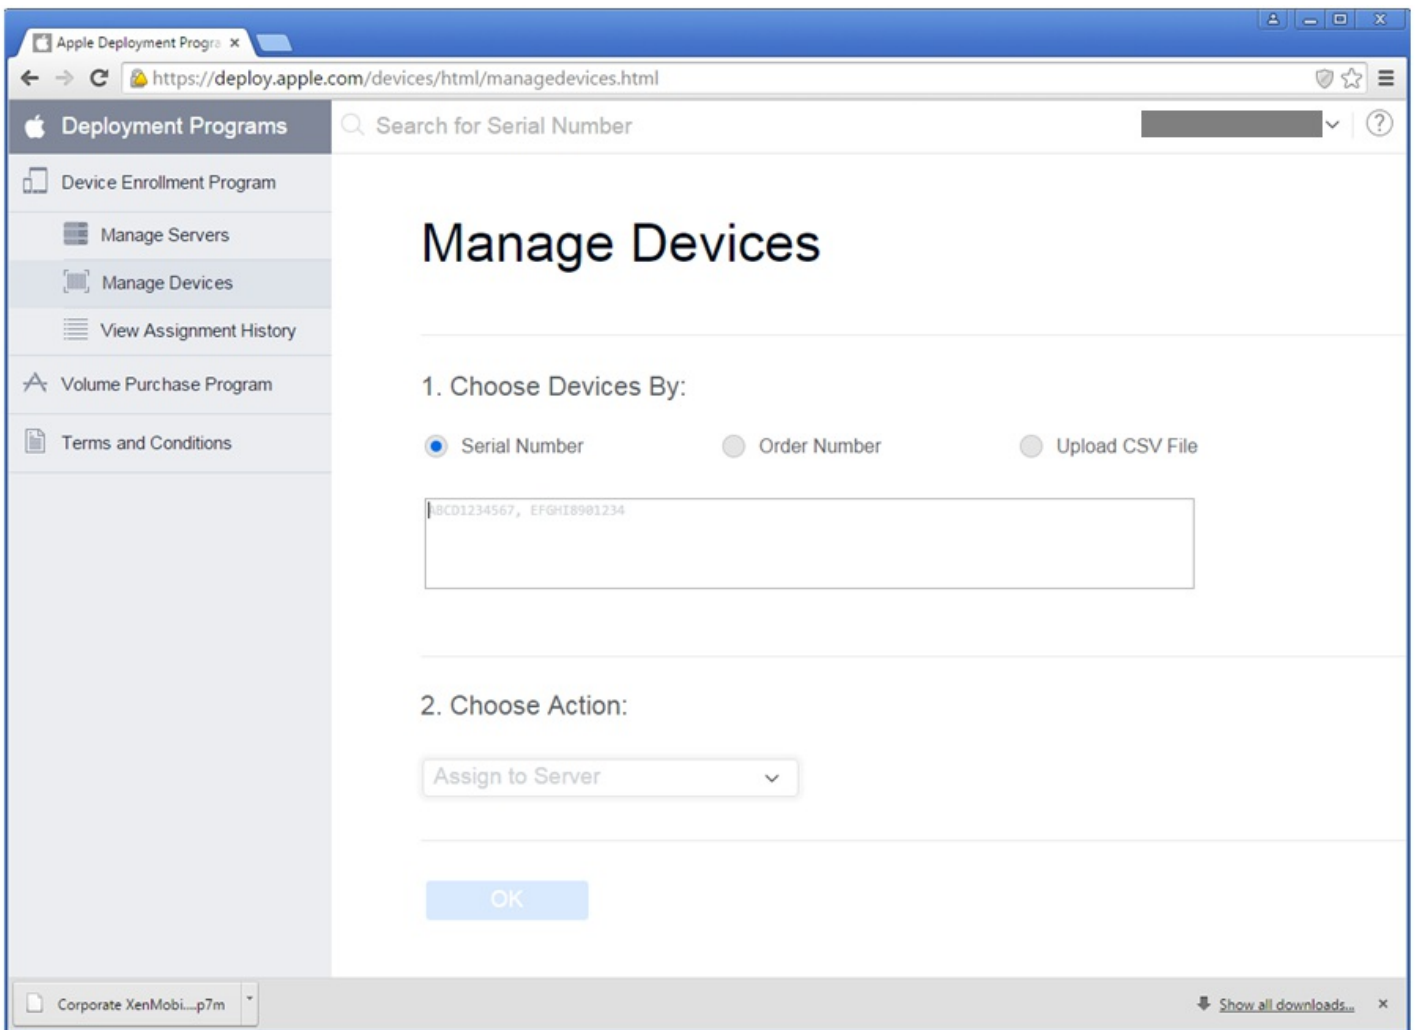 Apple Deployment Progra
https://deploy.apple.com/devices/html/managedevices.html
Deployment Programs
Search for Serial Number
Device Enrollment Program
Manage Servers
Manage Devices
View Assignment History
Volume Purchase Program
Terms and Conditions
Manage Devices
1. Choose Devices By:
Serial Number Order Number Upload CSV File
ABCD1234567, EFGHI8901234
2. Choose Action:
Assign to Server
OK
Corporate XenMobi....p7m
Show all downloads...